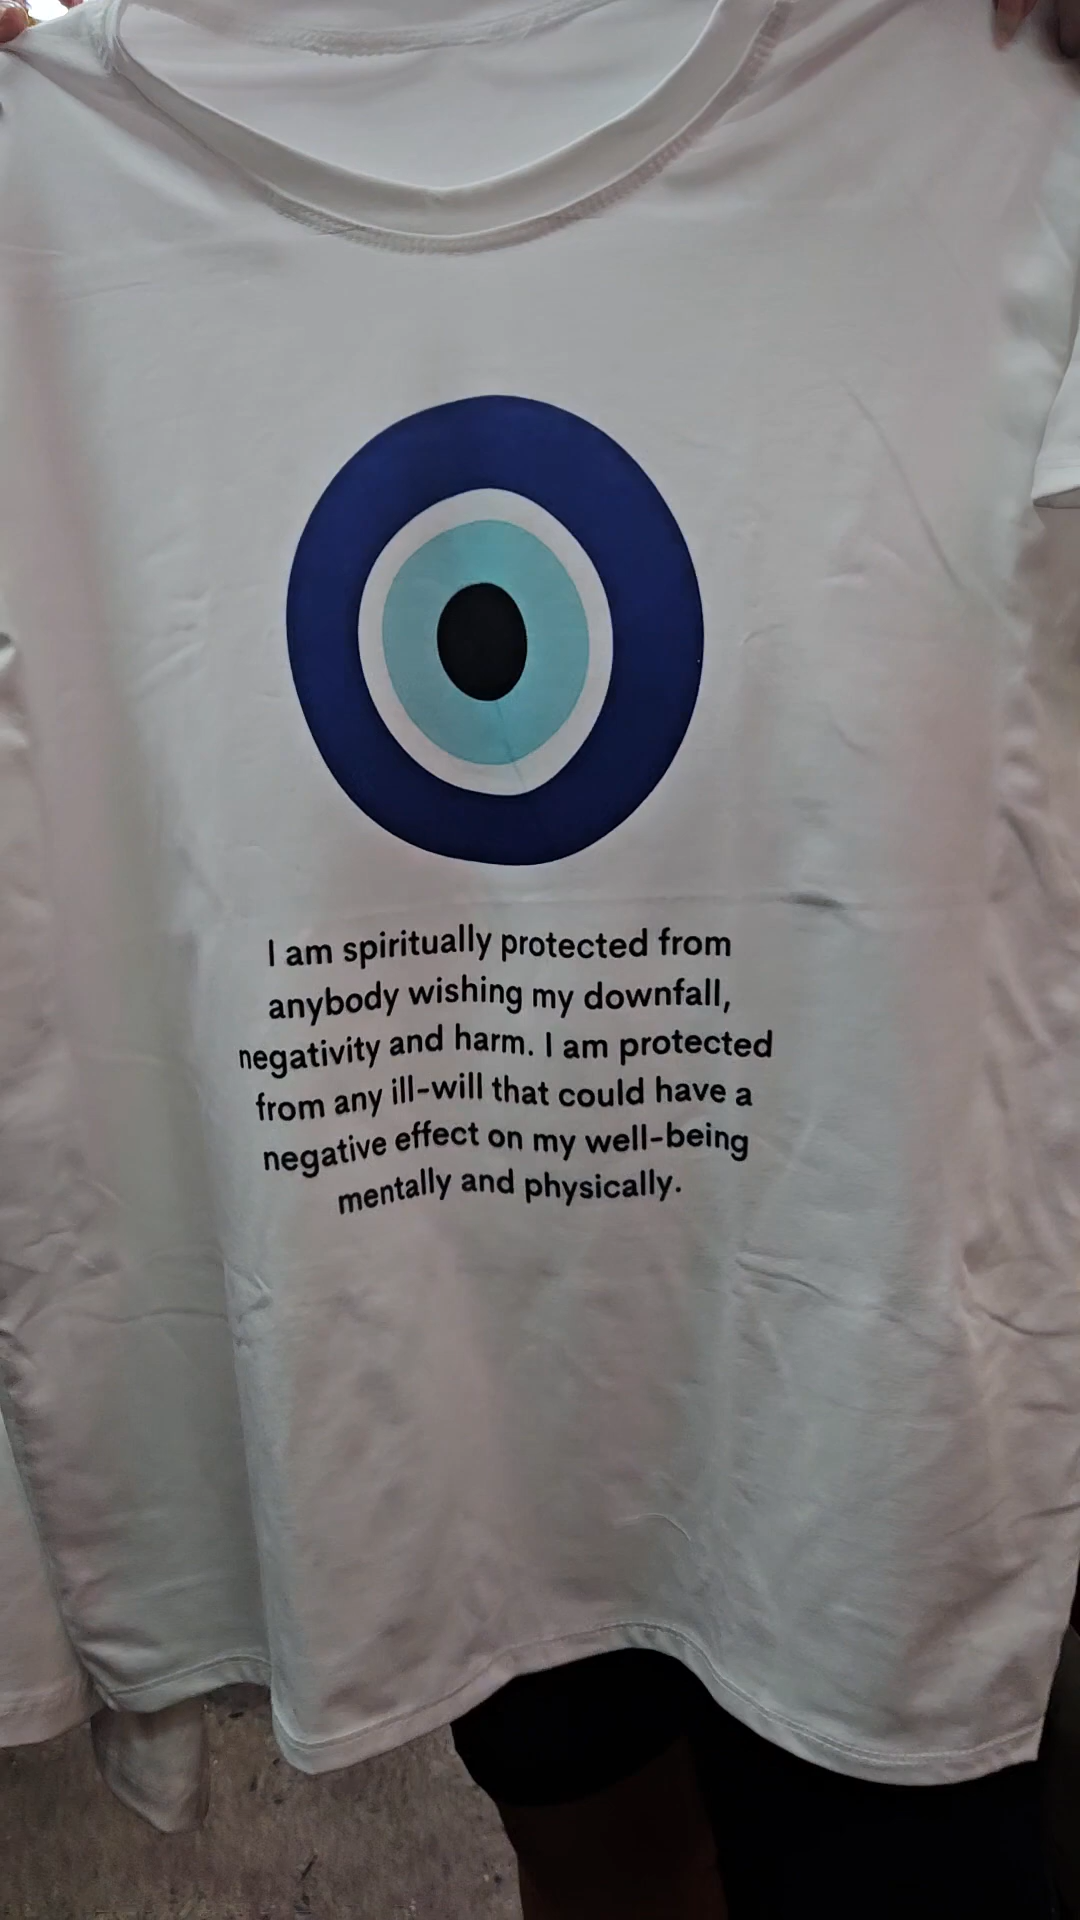 I am spiritually protected from
anybody wishing my downfall,
negativity and harm. I am protected
from any ill-will that could have a
negative effect on my well-being
mentally and physically.